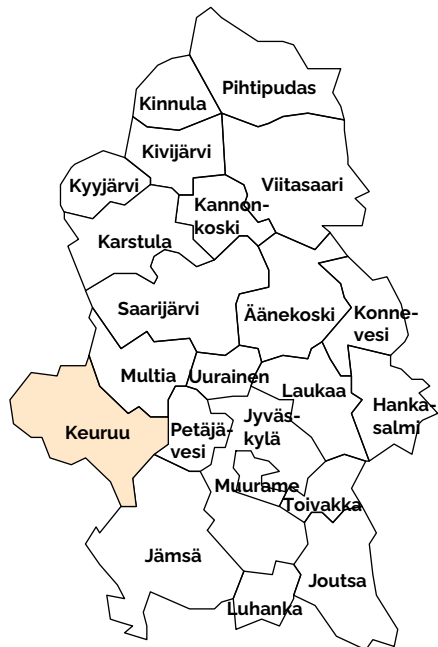 Pihtipudas
Kinnula
Kivijärvi
Kyyjärvi
Viitasaari
Kannon-
koski
Karstula
Saarijärvi
Äänekoski
Konne-
vesi
Multia
Uurainen
Laukaa
Hanka-
salmi
Keuruu
Petäjä-
vesi
Jyväs-
kylä
Muurame
Toivakka
Jämsä
Joutsa
Luhanka